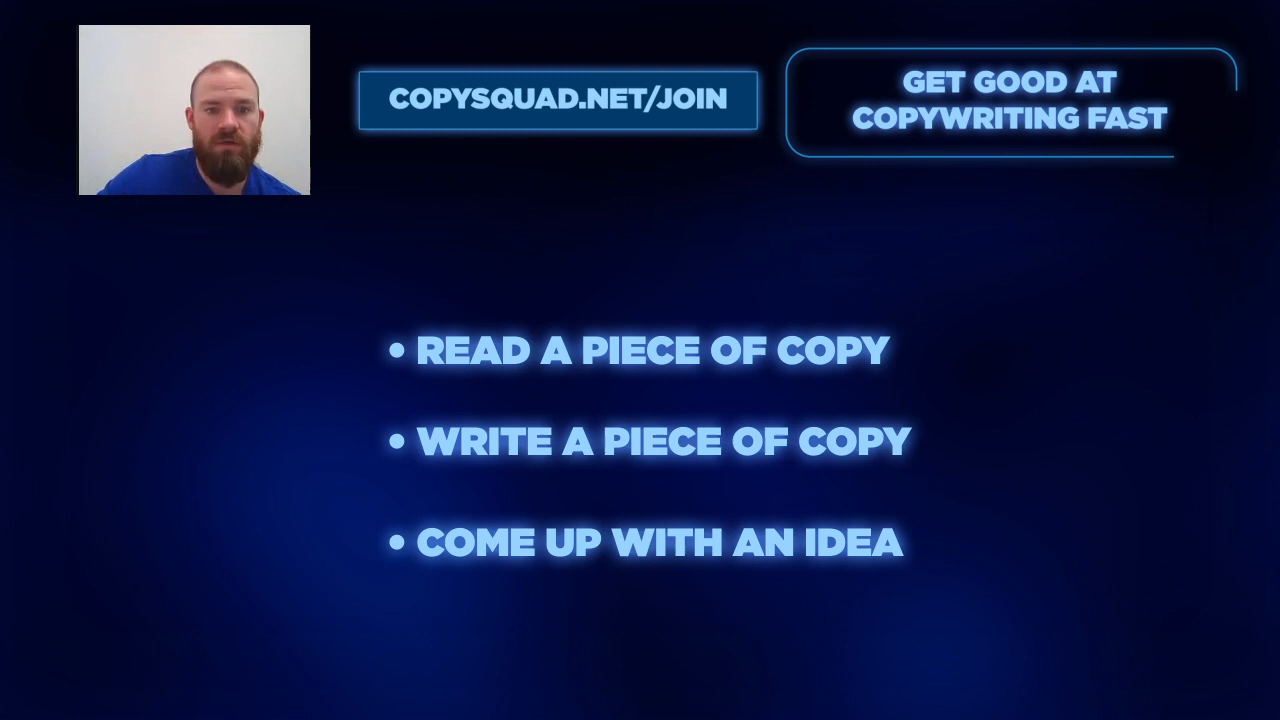 COPYSQUAD.NET/JOIN
GET GOOD AT
COPYWRITING FAST
• READ A PIECE OF COPY
• WRITE A PIECE OF COPY
• COME UP WITH AN IDEA